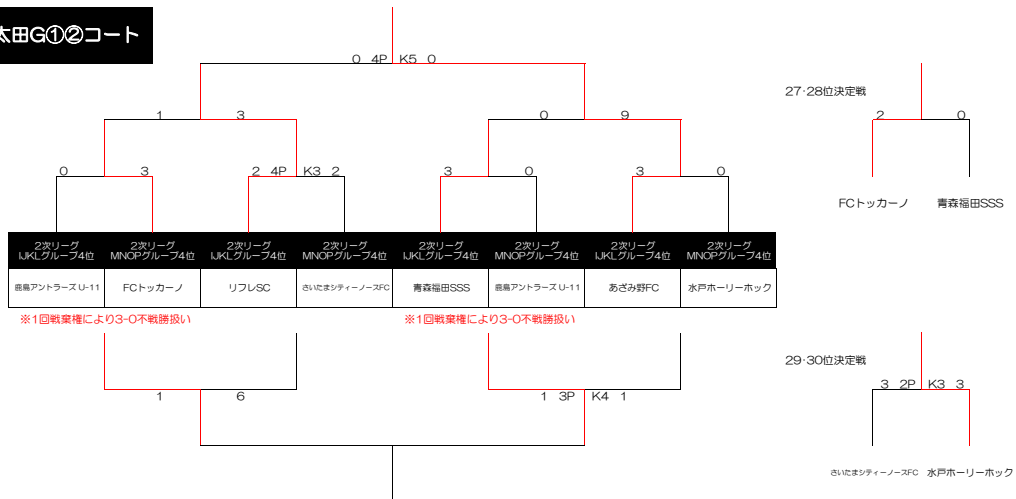 太田G①②コート
0 4P K5 0
27・28位決定戦
1 3 0 9 2 0
0 3 2 4P K3 2 3 0 3 0
FCトッカーノ 青森福田SSS
2次リーグ 2次リーグ 2次リーグ 2次リーグ 2次リーグ 2次リーグ 2次リーグ 2次リーグ
IJKLグループ4位 MNOPグループ4位 IJKLグループ4位 MNOPグループ4位 IJKLグループ4位 MNOPグループ4位 IJKLグループ4位 MNOPグループ4位
鹿島アントラーズ U-11 FCトッカーノ リフレSC さいたまシティーノースFC 青森福田SSS 鹿島アントラーズ U-11 あざみ野FC 水戸ホーリーホック
※1回戦棄権により3-0不戦勝扱い ※1回戦棄権により3-0不戦勝扱い
29・30位決定戦
3 2P K3 3
1 6 1 3P K4 1
さいたまシティーノースFC 水戸ホーリーホック